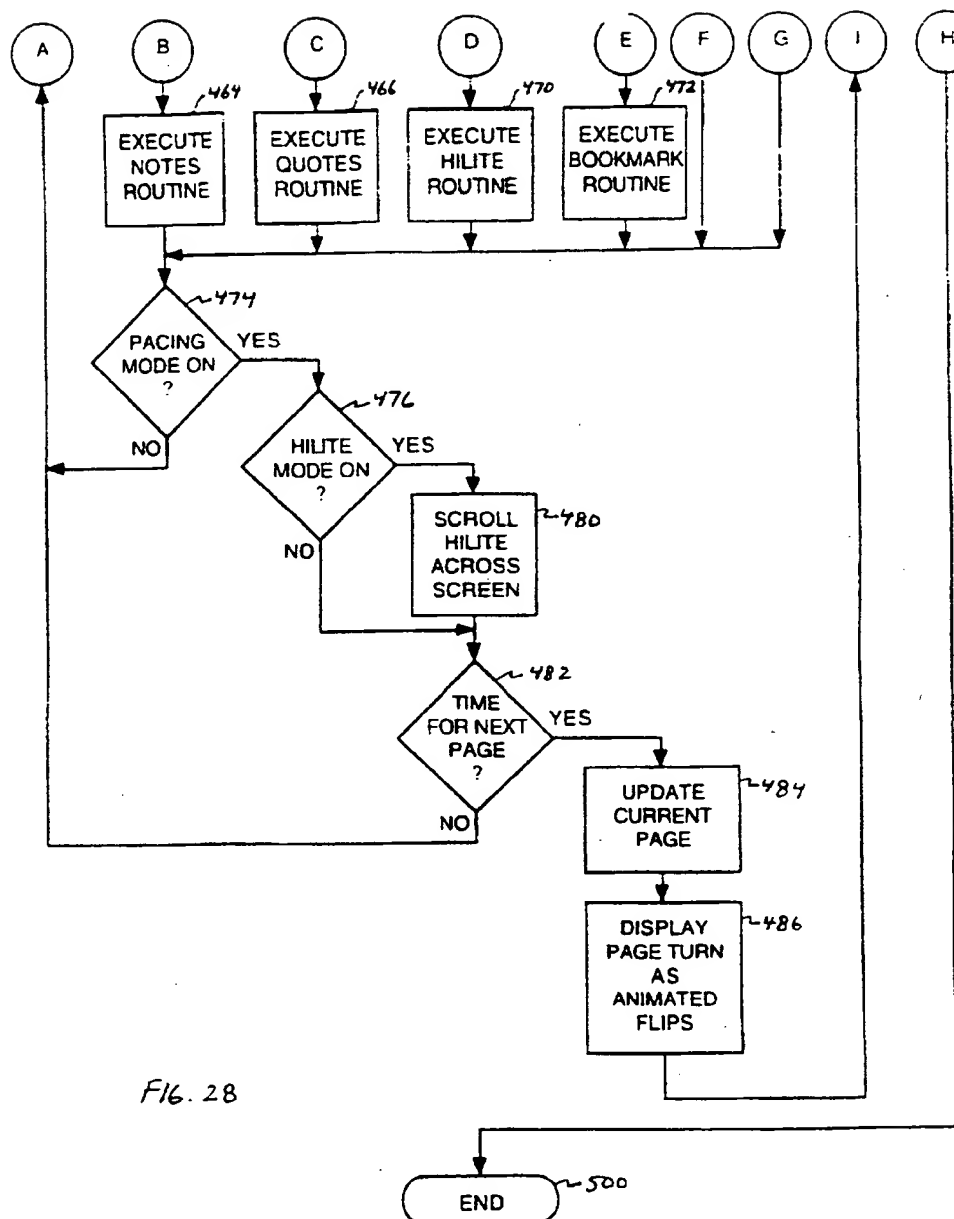 A B C D E F G I H
464 466 470 472
EXECUTE
NOTES
ROUTINE
EXECUTE
QUOTES
ROUTINE
EXECUTE
HILITE
ROUTINE
EXECUTE
BOOKMARK
ROUTINE
474
PACING
MODE ON
?
YES
NO
476
HILITE
MODE ON
?
YES
NO
480
SCROLL
HILITE
ACROSS
SCREEN
482
TIME
FOR NEXT
PAGE
?
YES
NO
484
UPDATE
CURRENT
PAGE
486
DISPLAY
PAGE TURN
AS
ANIMATED
FLIPS
FIG. 28
END
500